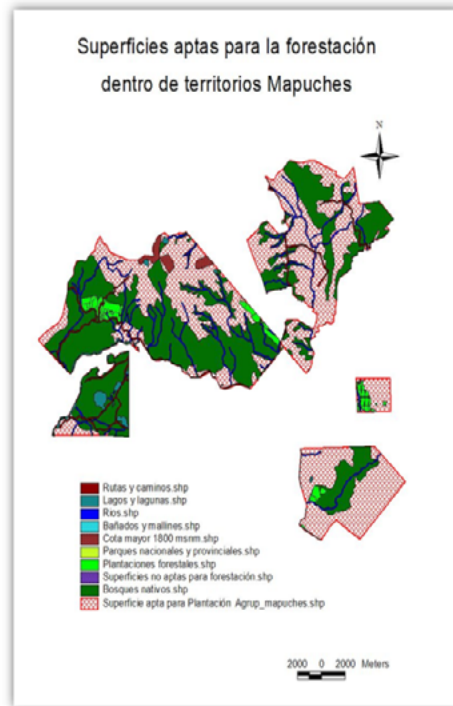 Superficies aptas para la forestación
dentro de territorios Mapuches
N
Rutas y caminos.shp
Lagos y lagunas.shp
Rios.shp
Bañados y mallines.shp
Cota mayor 1800 msnm.shp
Parques nacionales y provinciales.shp
Plantaciones forestales.shp
Superficies no aptas para forestación.shp
Bosques nativos.shp
Superficie apta para Plantación Agrup_mapuches.shp
2000 0 2000 Meters